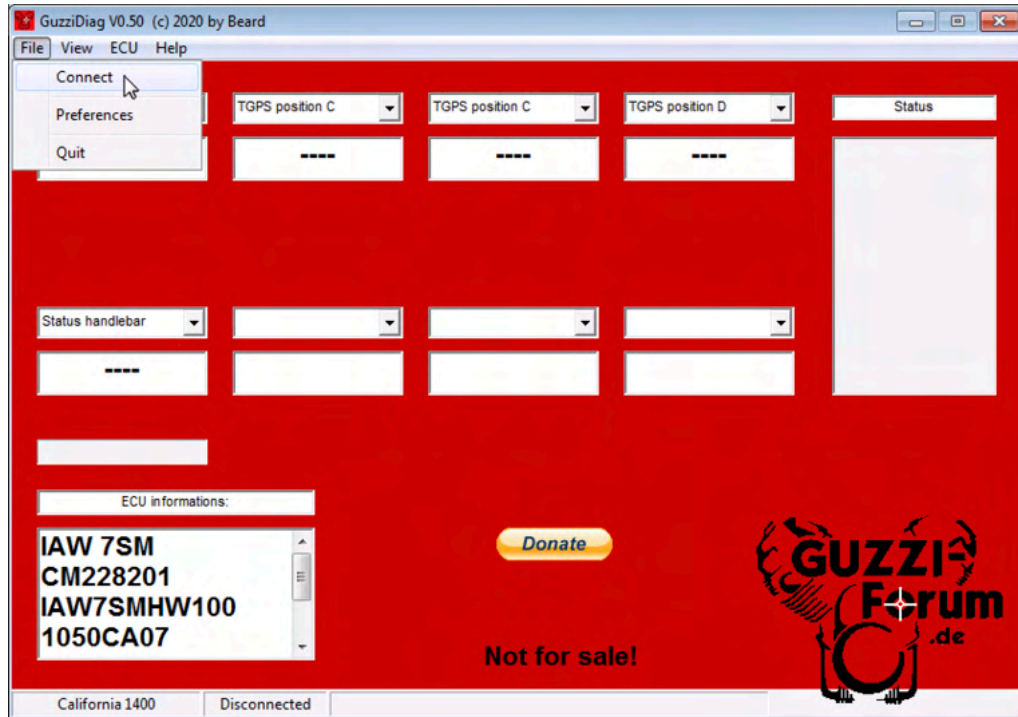 GuzziDiag V0.50 (c) 2020 by Beard
File View ECU Help
Connect
Preferences
Quit
TGPS position C
TGPS position C
TGPS position D
Status
----
----
----
Status handlebar
----
ECU informations:
IAW 7SM
CM228201
IAW7SMHW100
1050CA07
Donate
Not for sale!
GUZZI
Forum
.de
California 1400
Disconnected